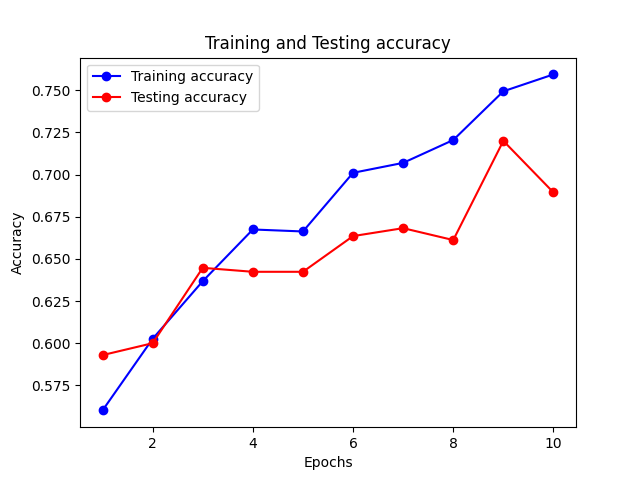 Training and Testing accuracy
Training accuracy
Testing accuracy
0.750
0.725
0.700
0.675
0.650
0.625
0.600
0.575
Accuracy
2 4 6 8 10
Epochs